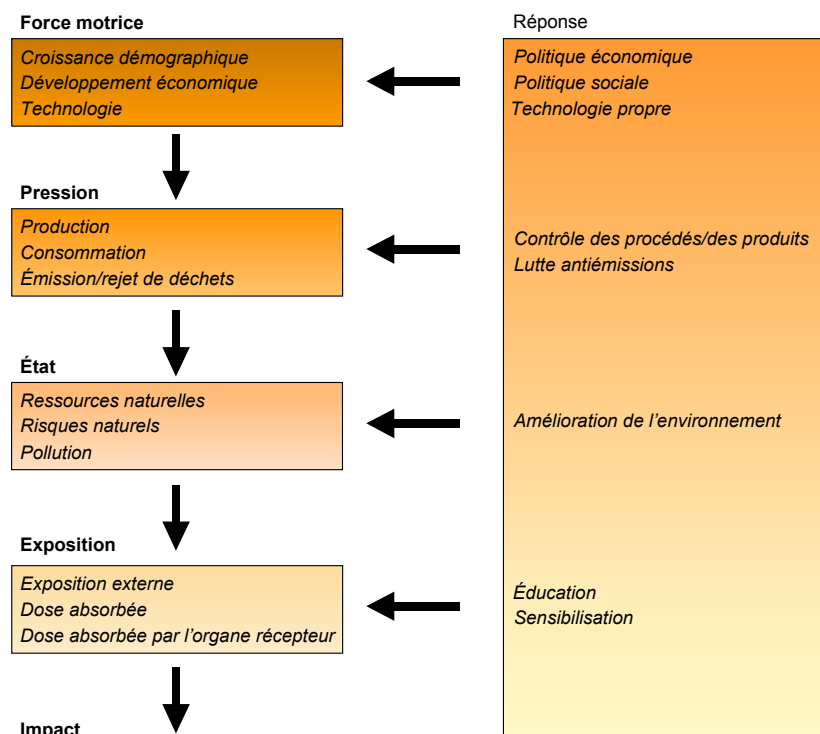 Force motrice
Croissance démographique
Développement économique
Technologie
Pression
Production
Consommation
Émission/rejet de déchets
État
Ressources naturelles
Risques naturels
Pollution
Exposition
Exposition externe
Dose absorbée
Dose absorbée par l’organe récepteur
Impact
Réponse
Politique économique
Politique sociale
Technologie propre
Contrôle des procédés/des produits
Lutte antiémissions
Amélioration de l’environnement
Éducation
Sensibilisation